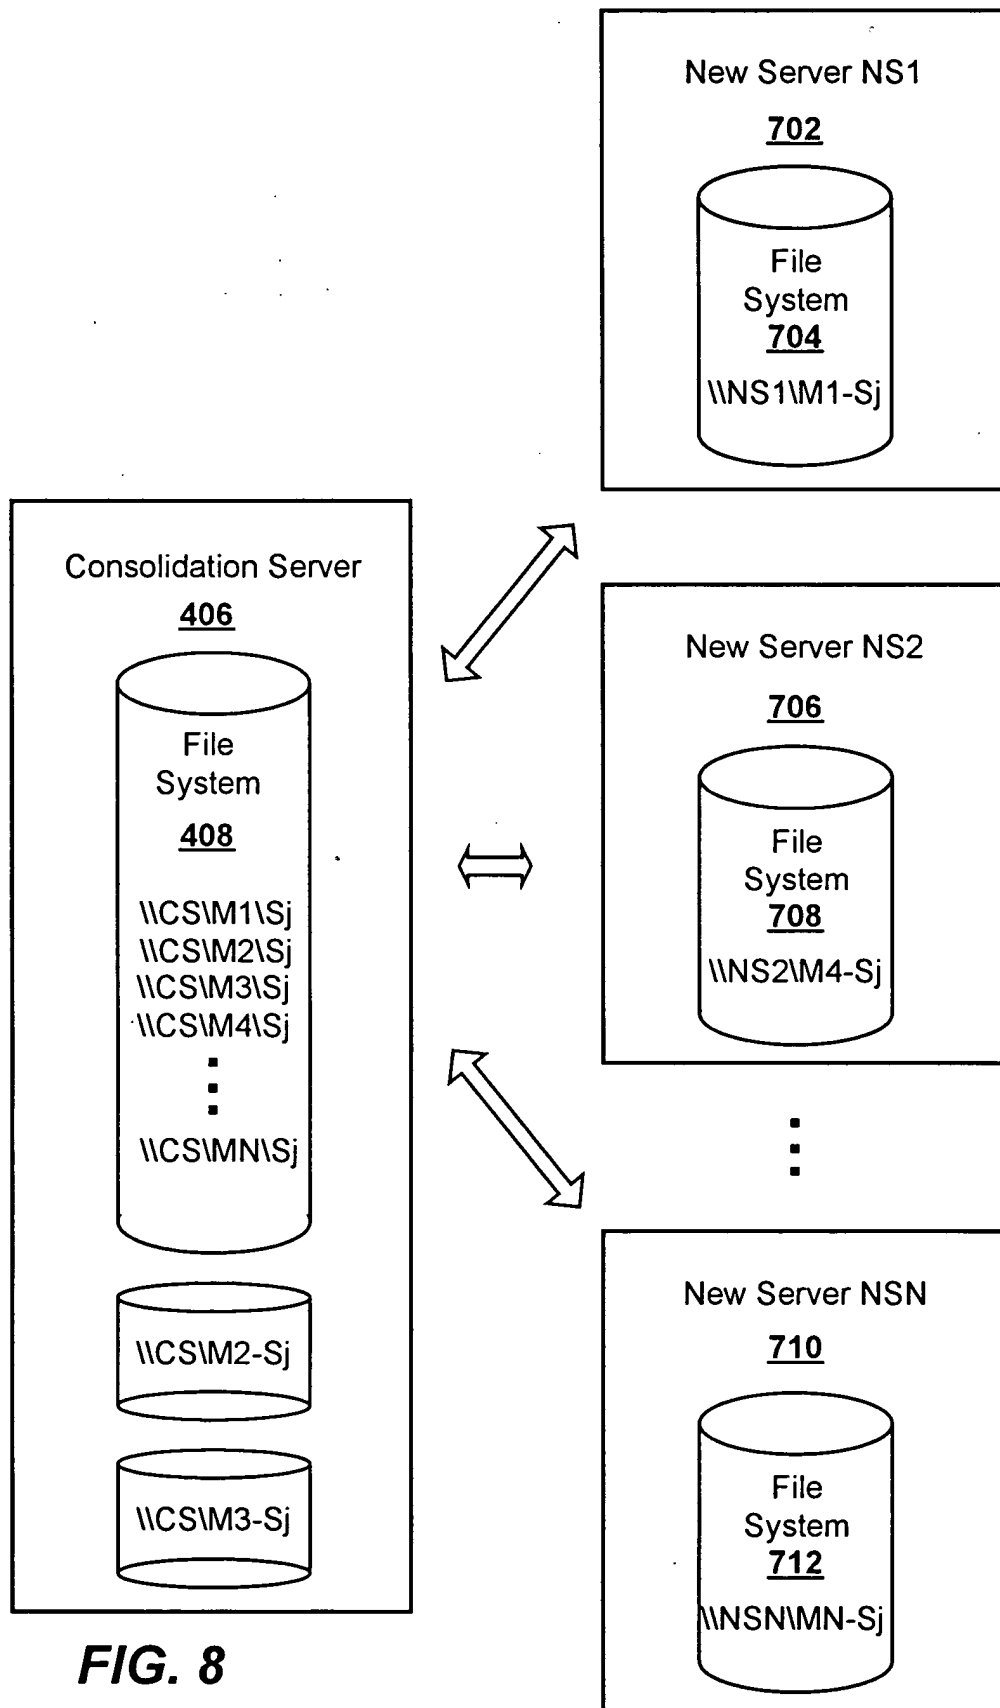 New Server NS1
702
File
System
704
\\NS1\M1-Sj
Consolidation Server
406
File
System
408
\\CS\M1\Sj
\\CS\M2\Sj
\\CS\M3\Sj
\\CS\M4\Sj
\\CS\MN\Sj
\\CS\M2-Sj
\\CS\M3-Sj
New Server NS2
706
File
System
708
\\NS2\M4-Sj
New Server NSN
710
File
System
712
\\NSN\MN-Sj
FIG. 8